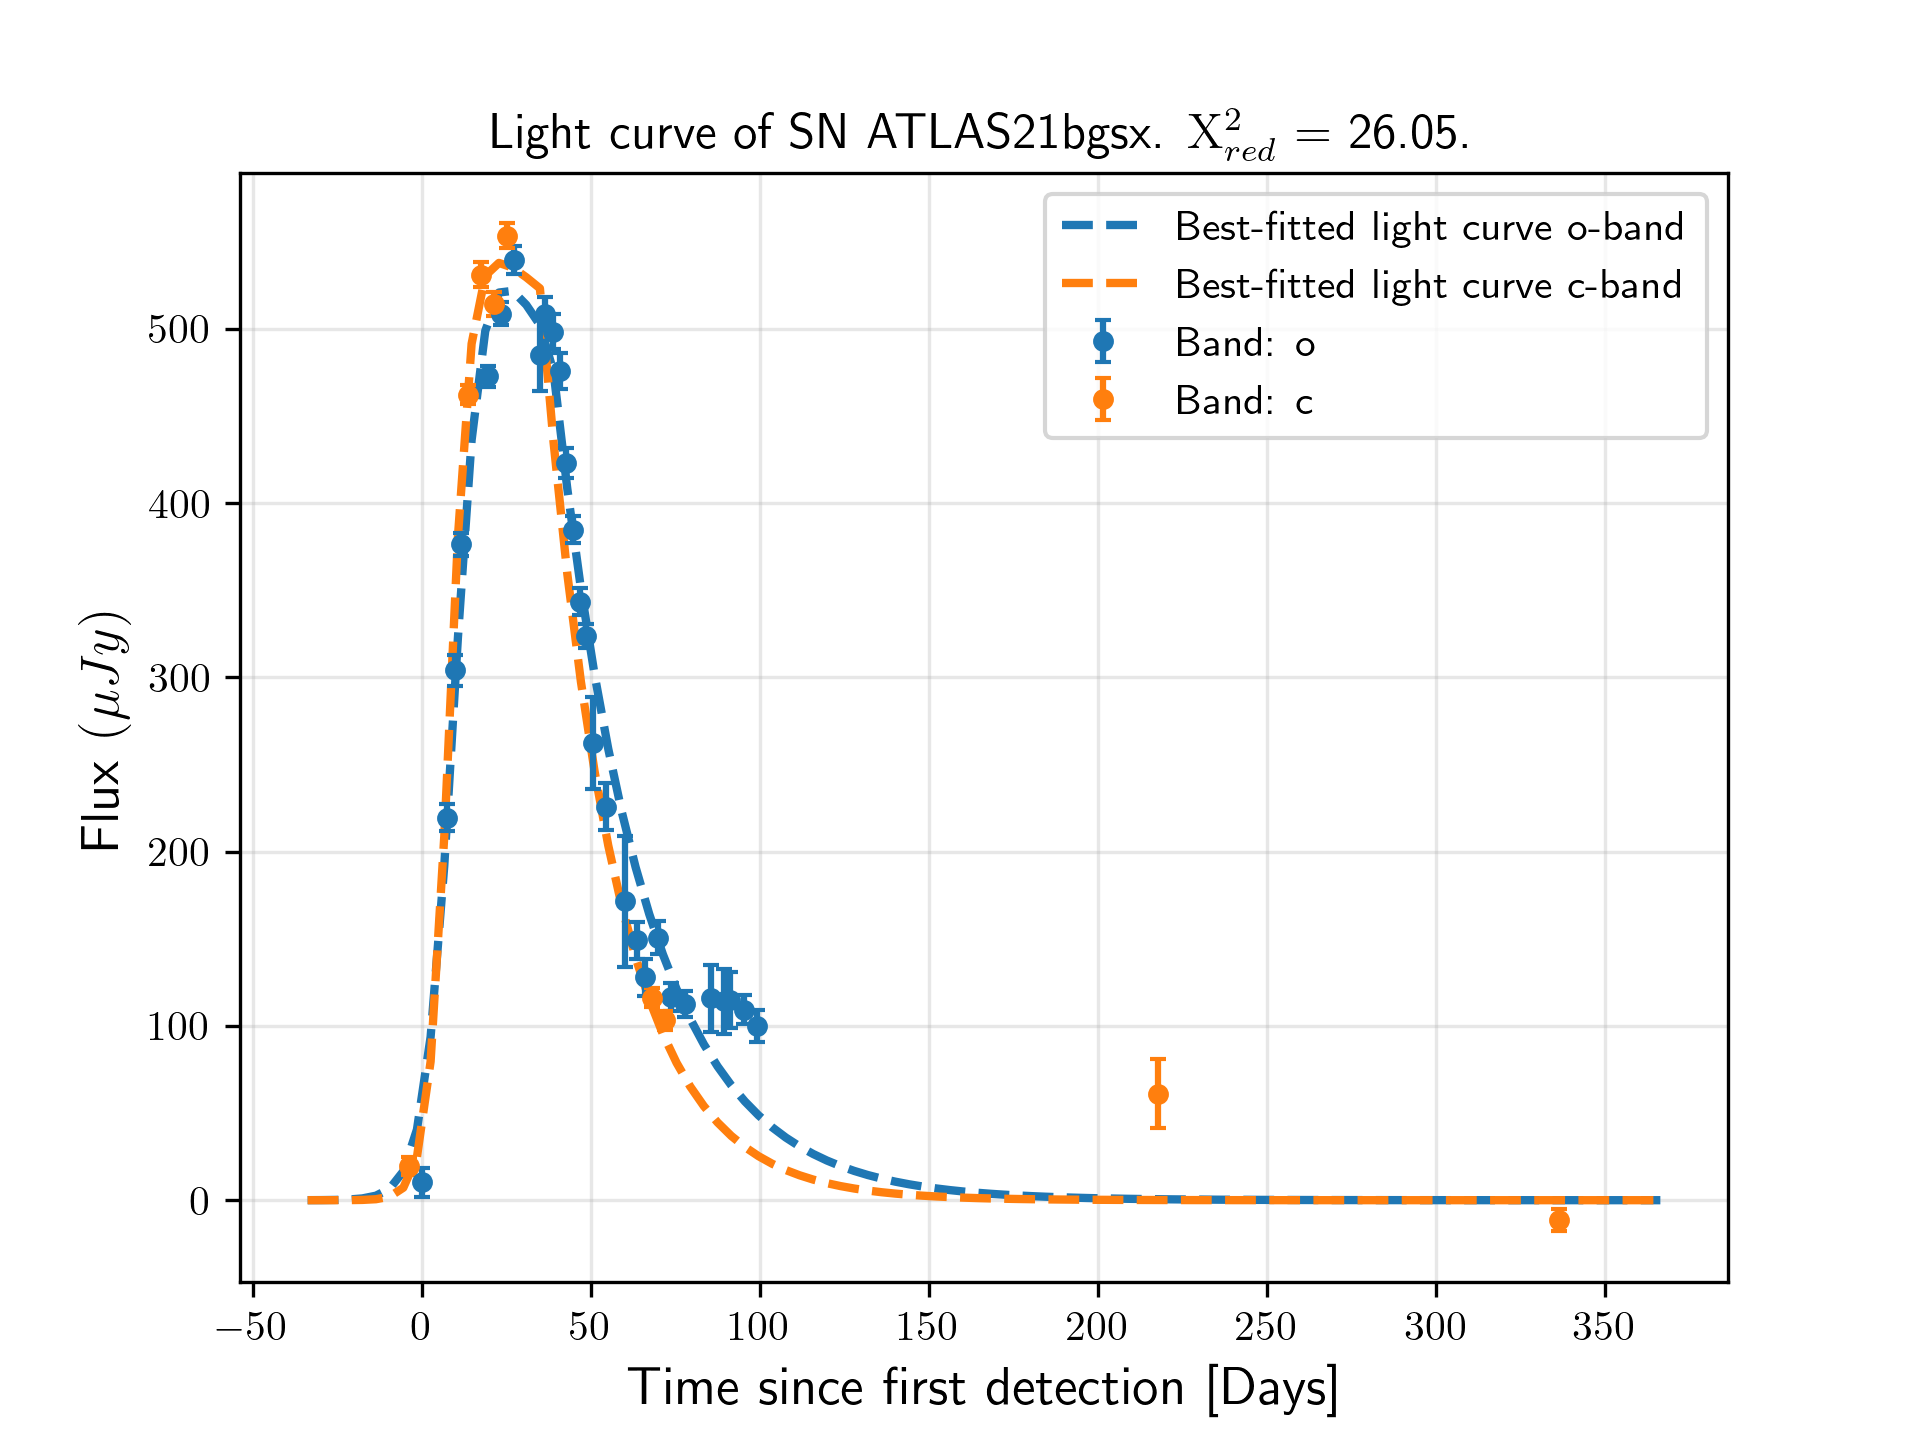 Light curve of SN ATLAS21bgsx. X²red = 26.05.
Best-fitted light curve o-band
Best-fitted light curve c-band
Band: o
Band: c
Flux (μJy)
500
400
300
200
100
0
−50 0 50 100 150 200 250 300 350
Time since first detection [Days]